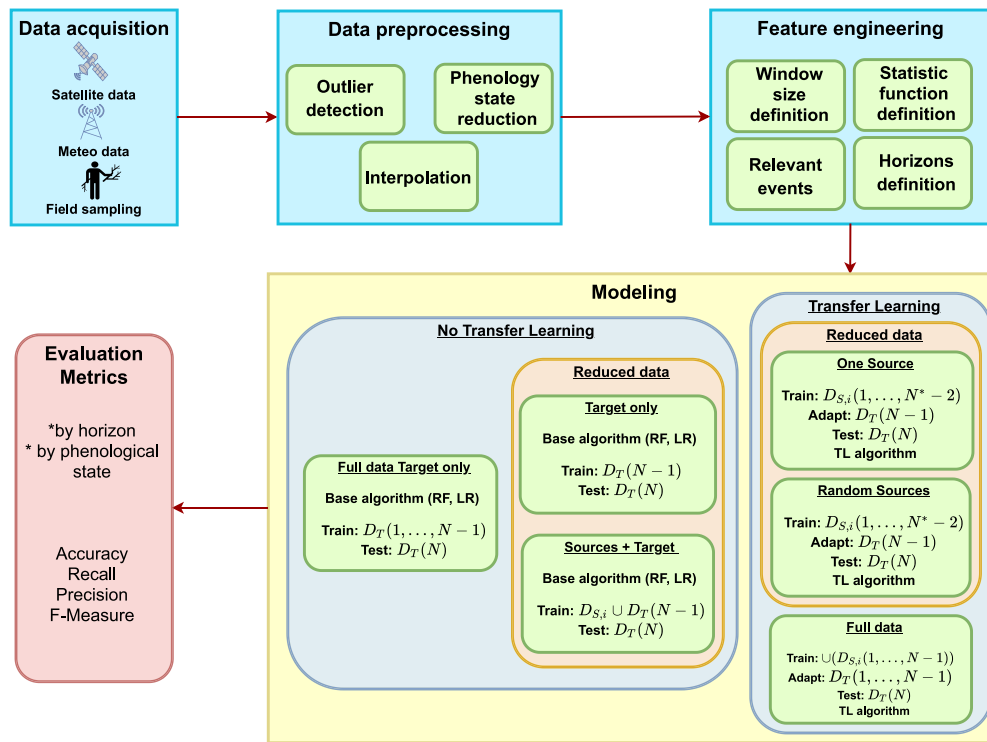 Data acquisition
Satellite data
Meteo data
Field sampling
Data preprocessing
Outlier
detection
Phenology
state
reduction
Interpolation
Feature engineering
Window
size
definition
Statistic
function
definition
Relevant
events
Horizons
definition
Modeling
No Transfer Learning
Full data Target only
Base algorithm (RF, LR)
Train: D_T(1, . . . , N − 1)
Test: D_T(N)
Reduced data
Target only
Base algorithm (RF, LR)
Train: D_T(N − 1)
Test: D_T(N)
Sources + Target
Base algorithm (RF, LR)
Train: D_{S,i} ∪ D_T(N − 1)
Test: D_T(N)
Transfer Learning
Reduced data
One Source
Train: D_{S,i}(1, . . . , N* − 2)
Adapt: D_T(N − 1)
Test: D_T(N)
TL algorithm
Random Sources
Train: D_{S,i}(1, . . . , N* − 2)
Adapt: D_T(N − 1)
Test: D_T(N)
TL algorithm
Full data
Train: ∪(D_{S,i}(1, . . . , N − 1))
Adapt: D_T(1, . . . , N − 1)
Test: D_T(N)
TL algorithm
Evaluation
Metrics
*by horizon
* by phenological
state
Accuracy
Recall
Precision
F-Measure